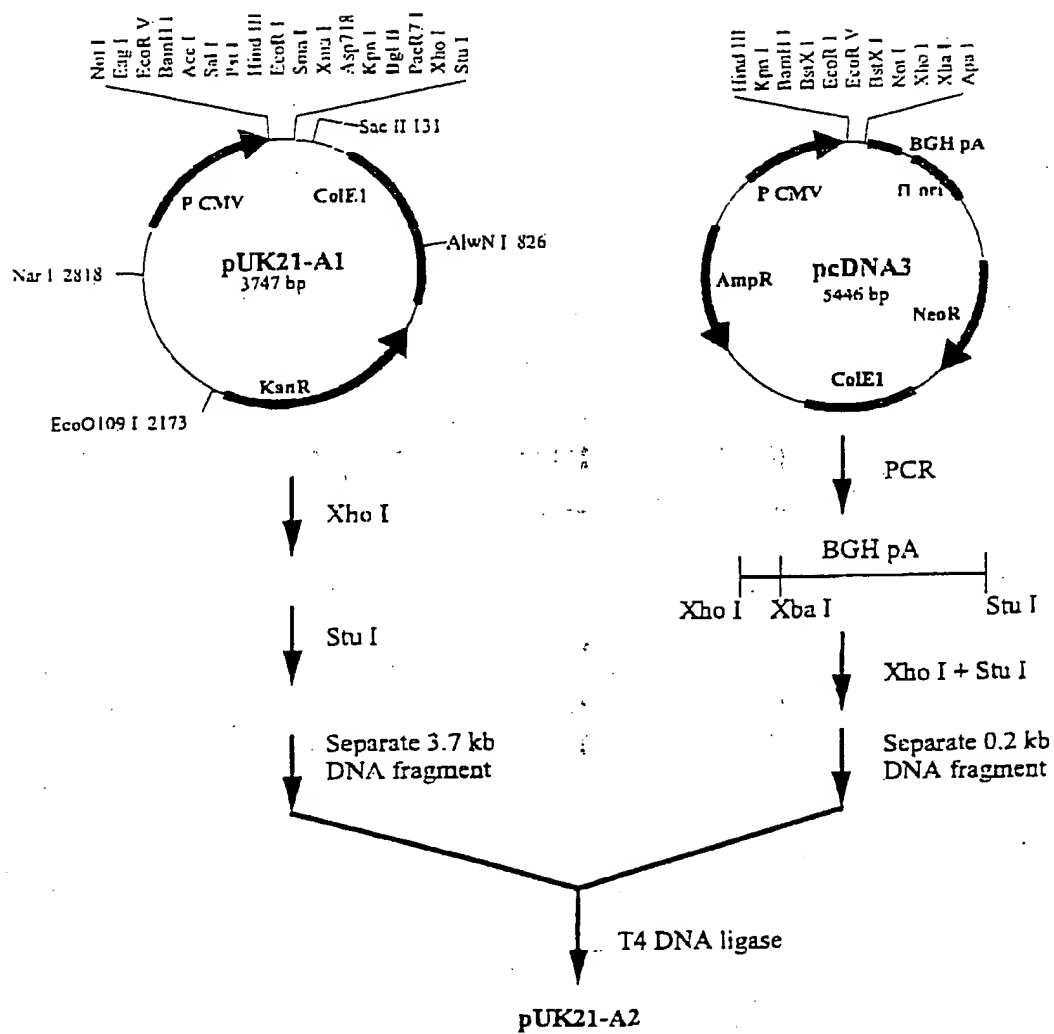 Not I
Eag I
EcoR V
BamH I
Acc I
Sal I
Pst I
Hind III
EcoR I
Sma I
Xma I
Asp718
Kpn I
Bgl II
PaeR7 I
Xho I
Stu I
Sac II 131
P CMV
ColE1
pUK21-A1
3747 bp
AlwN I 826
Nar I 2818
KanR
EcoO109 I 2173
Hind III
Kpn I
BamH I
BstX I
EcoR I
EcoR V
BstX I
Not I
Xho I
Xba I
Apa I
BGH pA
P CMV
f1 ori
AmpR
pcDNA3
5446 bp
NeoR
ColE1
Xho I
Stu I
Separate 3.7 kb
DNA fragment
PCR
BGH pA
Xho I
Xba I
Stu I
Xho I + Stu I
Separate 0.2 kb
DNA fragment
T4 DNA ligase
pUK21-A2